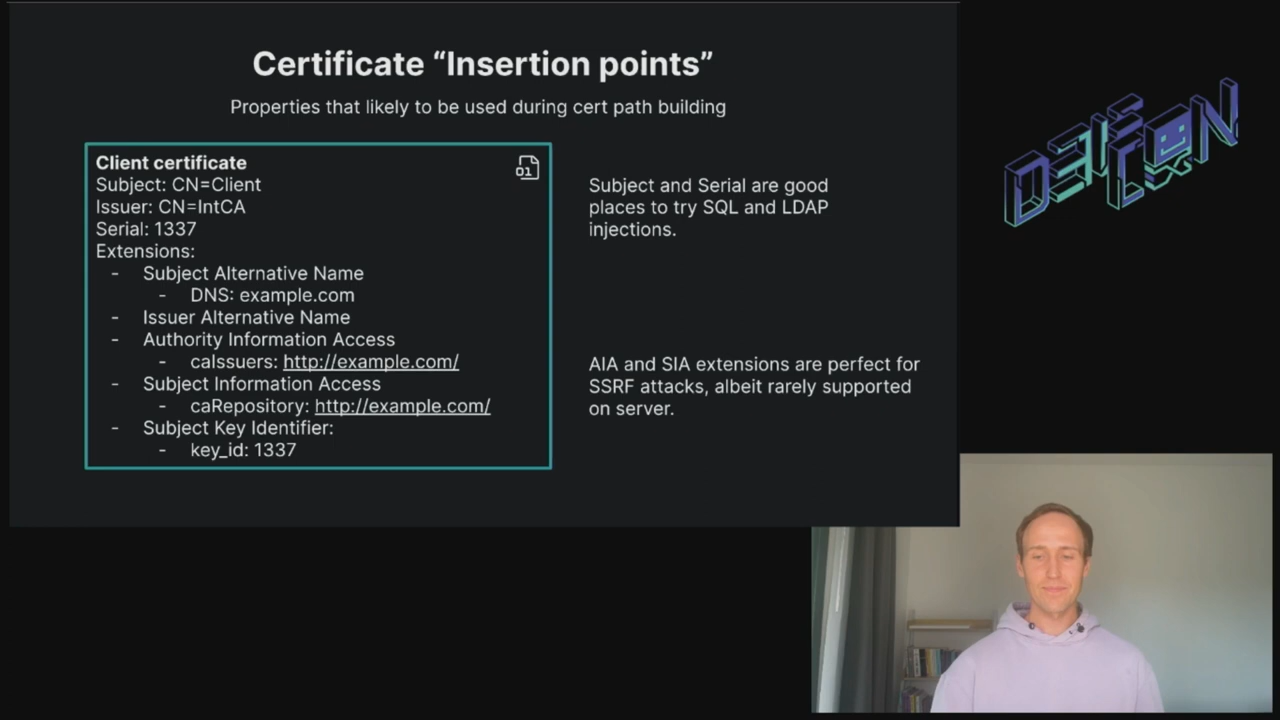 Certificate “Insertion points”
Properties that likely to be used during cert path building
Client certificate
Subject: CN=Client
Issuer: CN=IntCA
Serial: 1337
Extensions:
- Subject Alternative Name
- DNS: example.com
- Issuer Alternative Name
- Authority Information Access
- caIssuers: http://example.com/
- Subject Information Access
- caRepository: http://example.com/
- Subject Key Identifier:
- key_id: 1337
01
Subject and Serial are good
places to try SQL and LDAP
injections.
AIA and SIA extensions are perfect for
SSRF attacks, albeit rarely supported
on server.
DEF CON